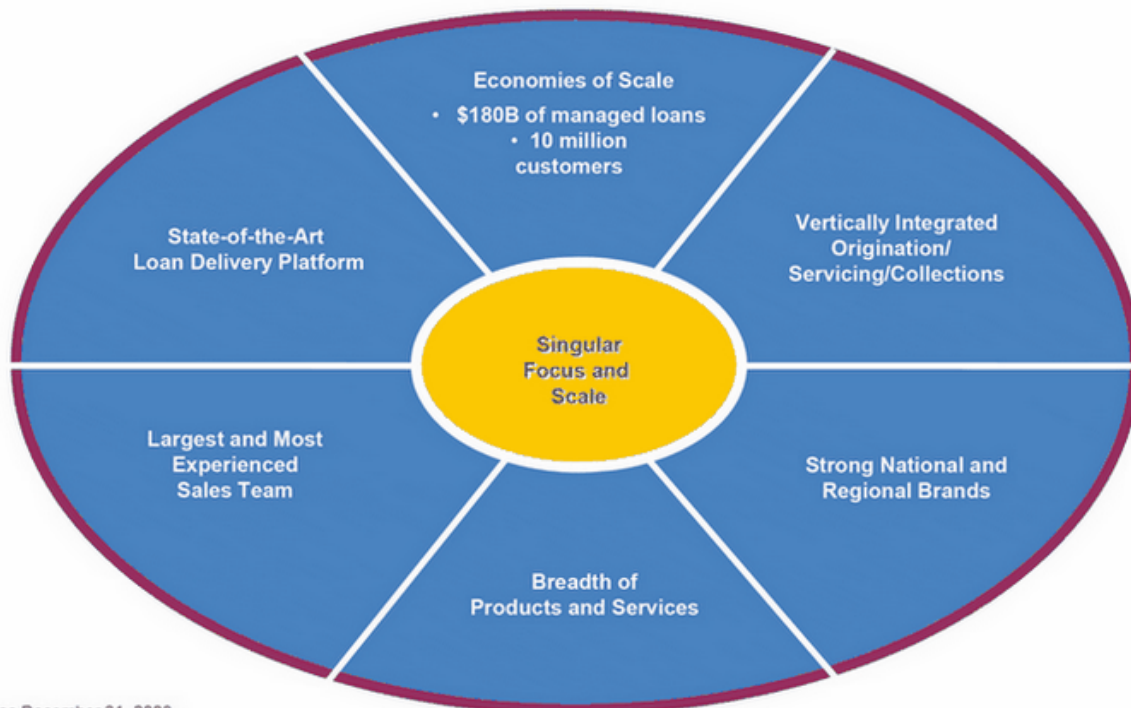 Economies of Scale
• $180B of managed loans
• 10 million
customers
State-of-the-Art
Loan Delivery Platform
Vertically Integrated
Origination/
Servicing/Collections
Singular
Focus and
Scale
Largest and Most
Experienced
Sales Team
Strong National and
Regional Brands
Breadth of
Products and Services